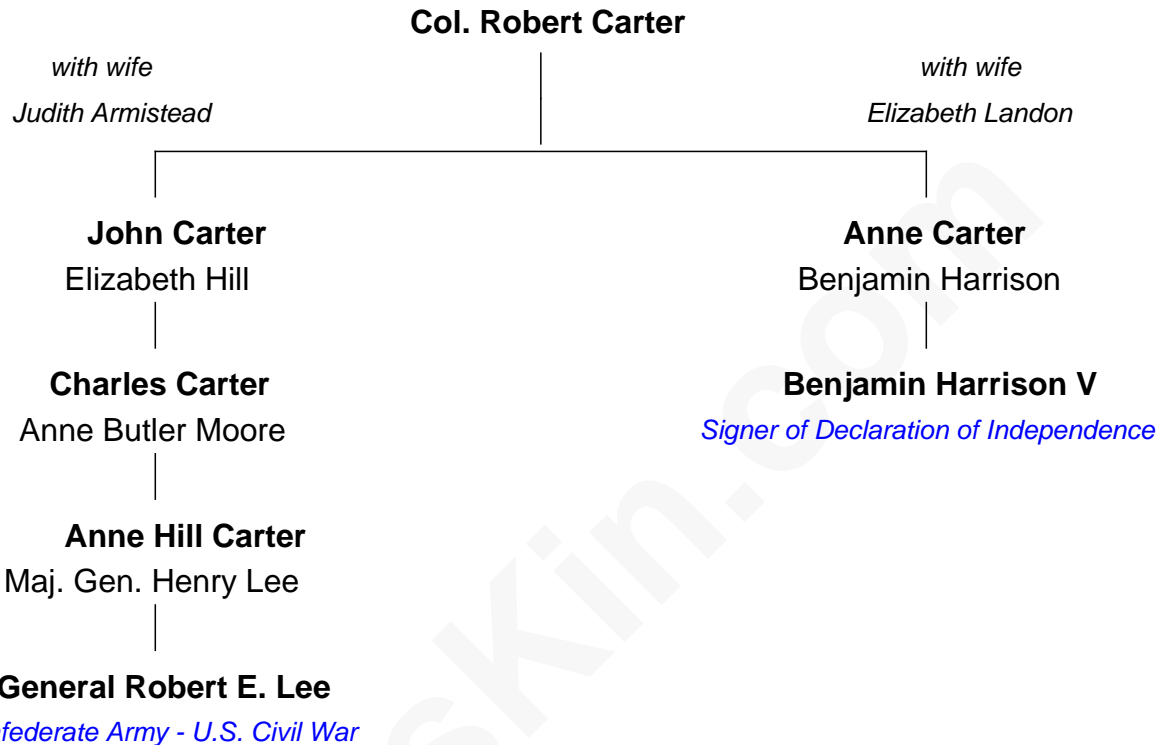 Col. Robert Carter
with wife
Judith Armistead
with wife
Elizabeth Landon
John Carter
Elizabeth Hill
Anne Carter
Benjamin Harrison
Charles Carter
Anne Butler Moore
Benjamin Harrison V
Signer of Declaration of Independence
Anne Hill Carter
Maj. Gen. Henry Lee
General Robert E. Lee
Army - U.S. Civil War
sKin.com